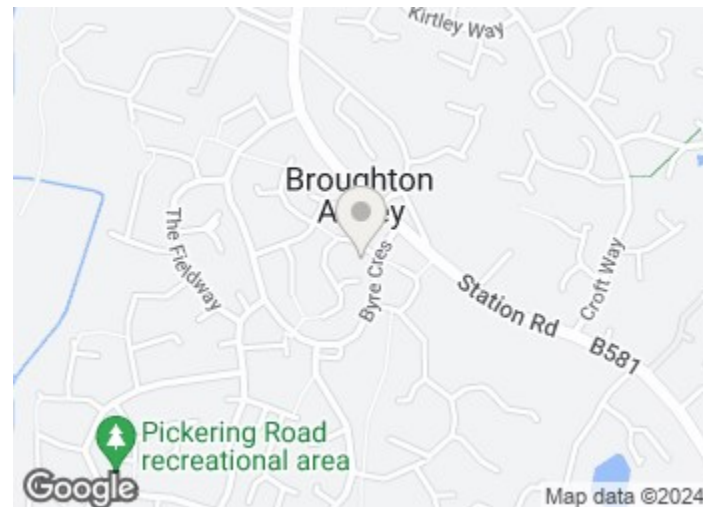 Kirtley Way
Broughton
The Fieldway
Byre Cres
Croft Way
Station Rd
B581
Pickering Road
recreational area
Google
Map data ©2024